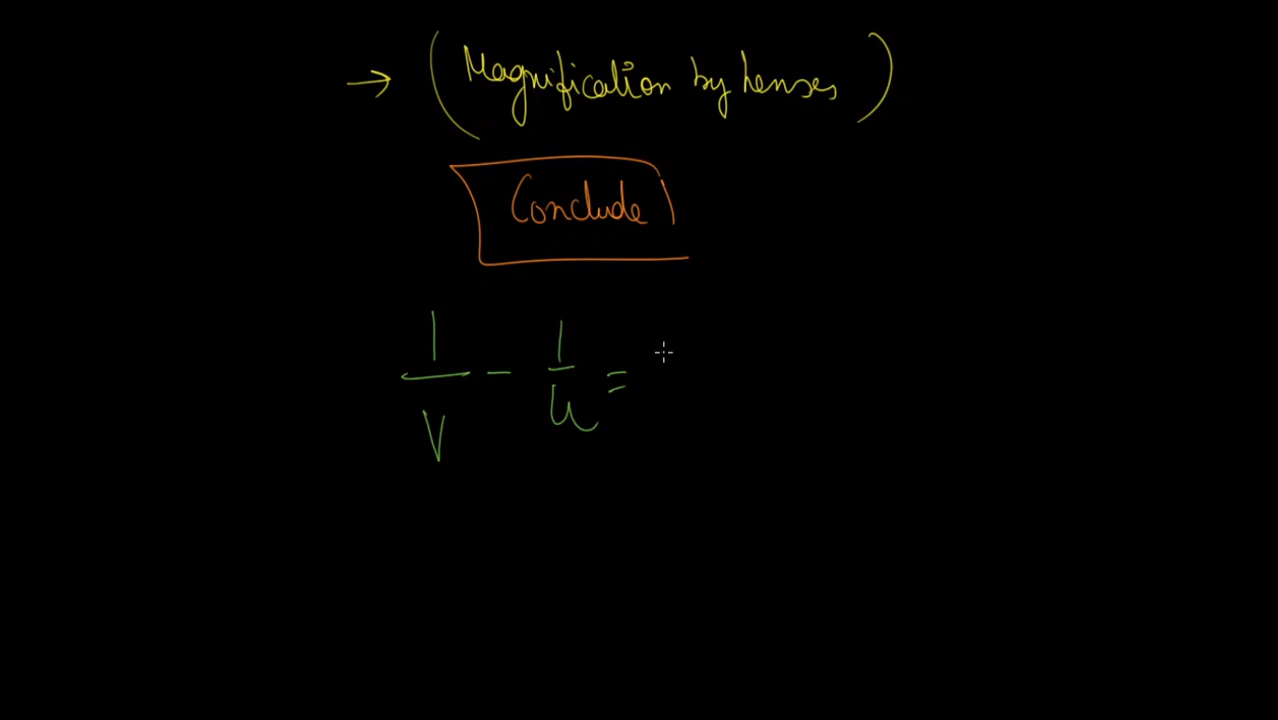 → (Magnification by lenses)
Conclude
1/v - 1/u =